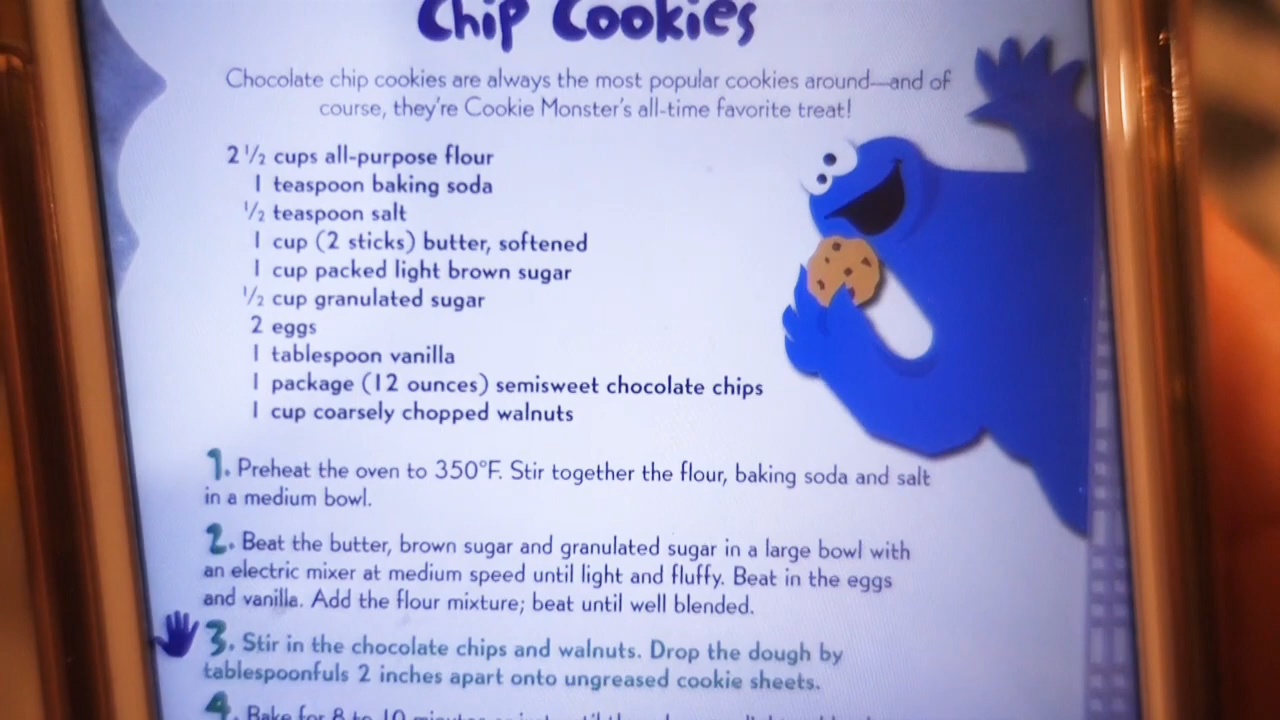 Chip Cookies
Chocolate chip cookies are always the most popular cookies around—and of
course, they're Cookie Monster's all-time favorite treat!
2 1/2 cups all-purpose flour
1 teaspoon baking soda
1/2 teaspoon salt
1 cup (2 sticks) butter, softened
1 cup packed light brown sugar
1/2 cup granulated sugar
2 eggs
1 tablespoon vanilla
1 package (12 ounces) semisweet chocolate chips
1 cup coarsely chopped walnuts
1. Preheat the oven to 350°F. Stir together the flour, baking soda and salt
in a medium bowl.
2. Beat the butter, brown sugar and granulated sugar in a large bowl with
an electric mixer at medium speed until light and fluffy. Beat in the eggs
and vanilla. Add the flour mixture; beat until well blended.
3. Stir in the chocolate chips and walnuts. Drop the dough by
tablespoonfuls 2 inches apart onto ungreased cookie sheets.
4. Bake for 8 to 10 minutes